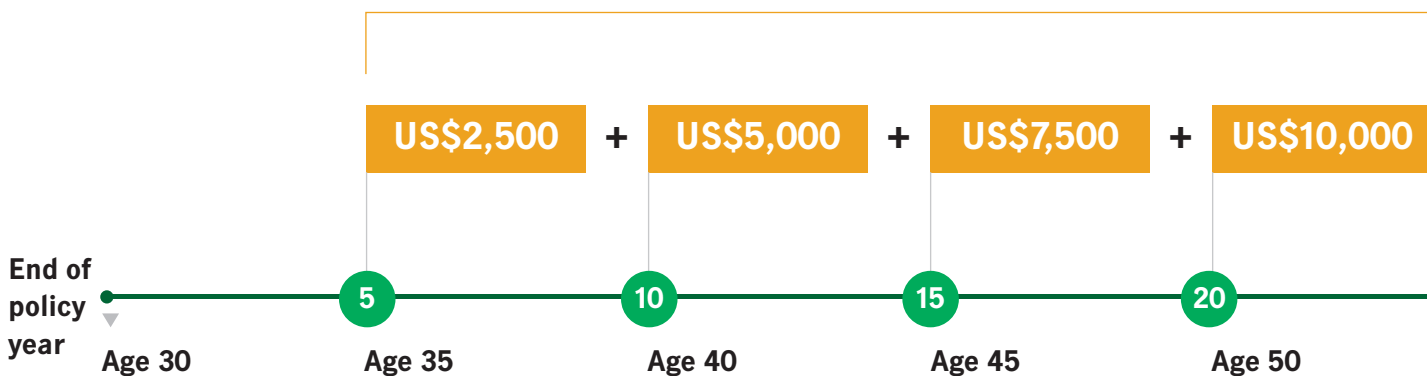 US$2,500 + US$5,000 + US$7,500 + US$10,000
End of
policy
year
5 10 15 20
Age 30 Age 35 Age 40 Age 45 Age 50